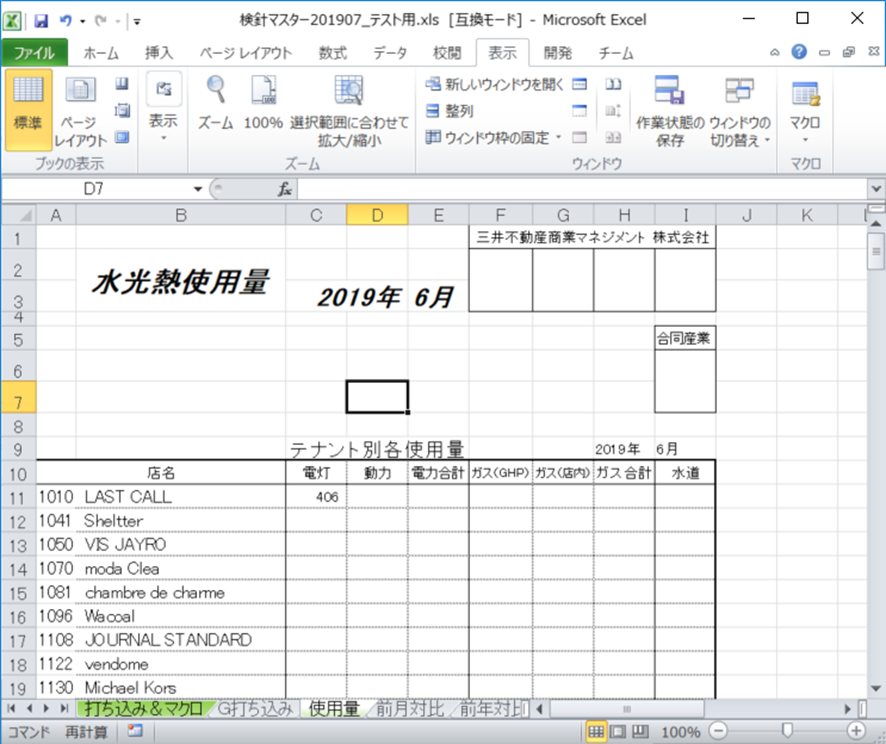 検針マスター201907_テスト用.xls [互換モード] - Microsoft Excel
ファイル ホーム 挿入 ページ レイアウト 数式 データ 校閲 表示 開発 チーム
標準 ページ レイアウト 表示 ズーム 100% 選択範囲に合わせて 拡大/縮小 新しいウィンドウを開く 整列 ウィンドウ枠の固定 作業状態の 保存 ウィンドウの 切り替え マクロ
ブックの表示 ズーム ウィンドウ マクロ
D7 fx
A B C D E F G H I J K L
1 三井不動産商業マネジメント 株式会社
2 水光熱使用量
3 2019年 6月
4
5 合同産業
6
7
8
9 テナント別各使用量 2019年 6月
10 店名 電灯 動力 電力合計 ガス(GHP) ガス(店内) ガス合計 水道
11 1010 LAST CALL 406
12 1041 Sheltter
13 1050 VIS JAYRO
14 1070 moda Clea
15 1081 chambre de charme
16 1096 Wacoal
17 1108 JOURNAL STANDARD
18 1122 vendome
19 1130 Michael Kors
打ち込み&マクロ G打ち込み 使用量 前月対比 前年対比
コマンド 再計算 100%